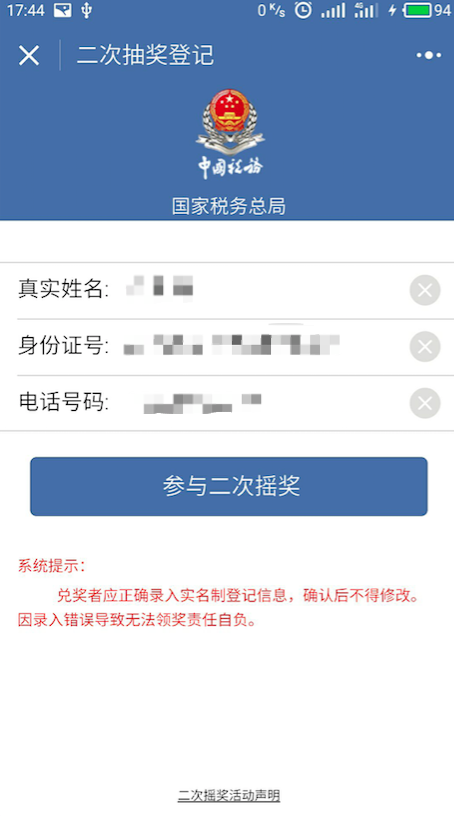 17:44
0 K/s
4G
94
二次抽奖登记
中国税务
国家税务总局
真实姓名:
身份证号:
电话号码:
参与二次摇奖
系统提示:
兑奖者应正确录入实名制登记信息，确认后不得修改。
因录入错误导致无法领奖责任自负。
二次摇奖活动声明